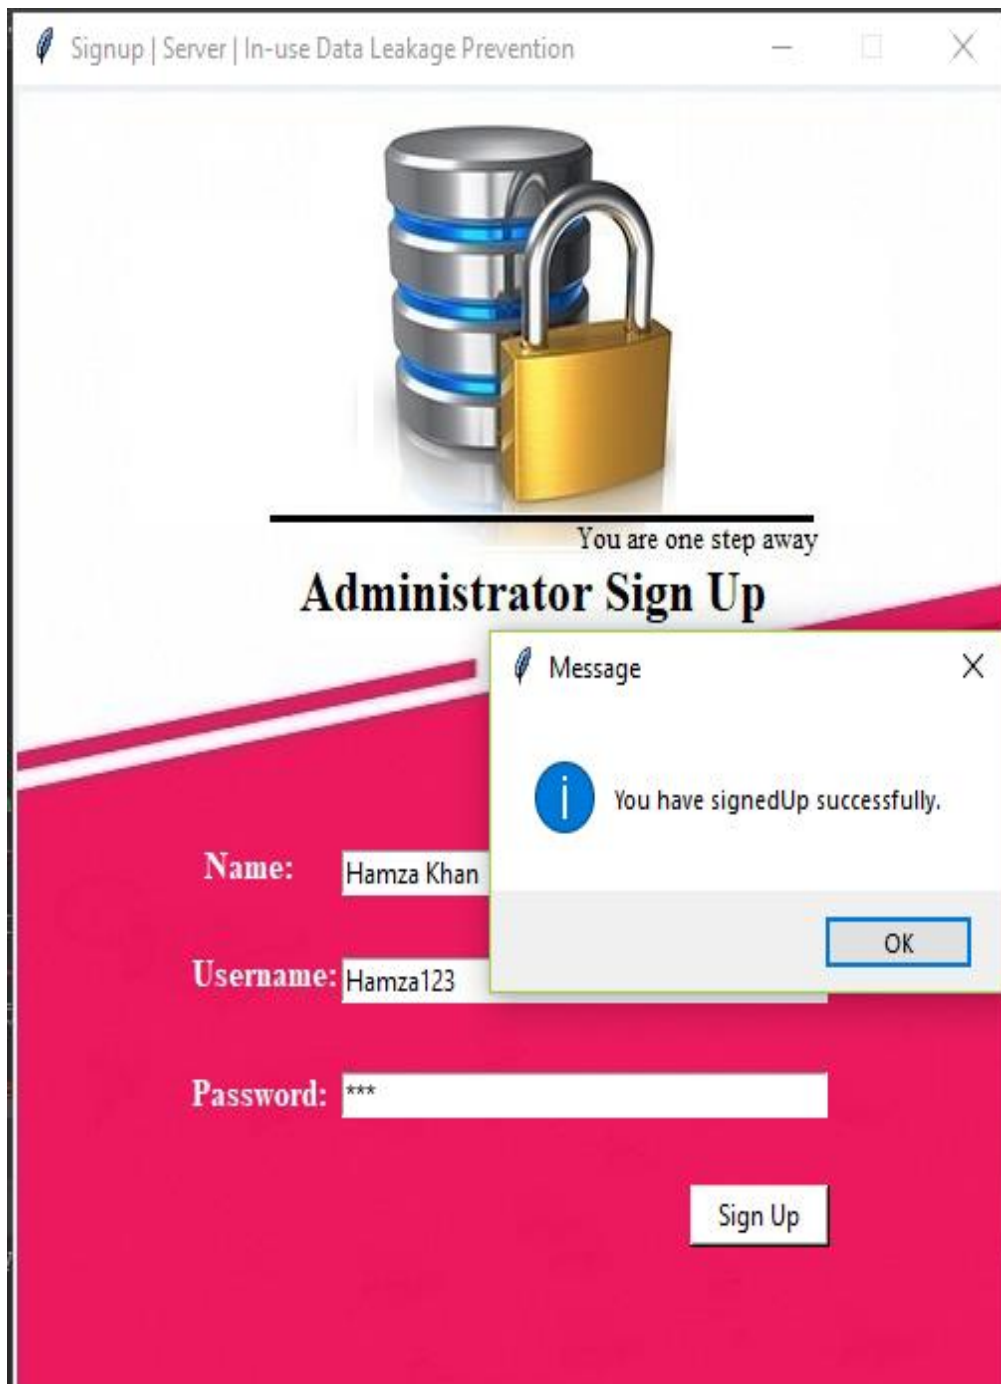 Signup | Server | In-use Data Leakage Prevention
You are one step away
Administrator Sign Up
Message
You have signedUp successfully.
OK
Name: Hamza Khan
Username: Hamza123
Password: ***
Sign Up